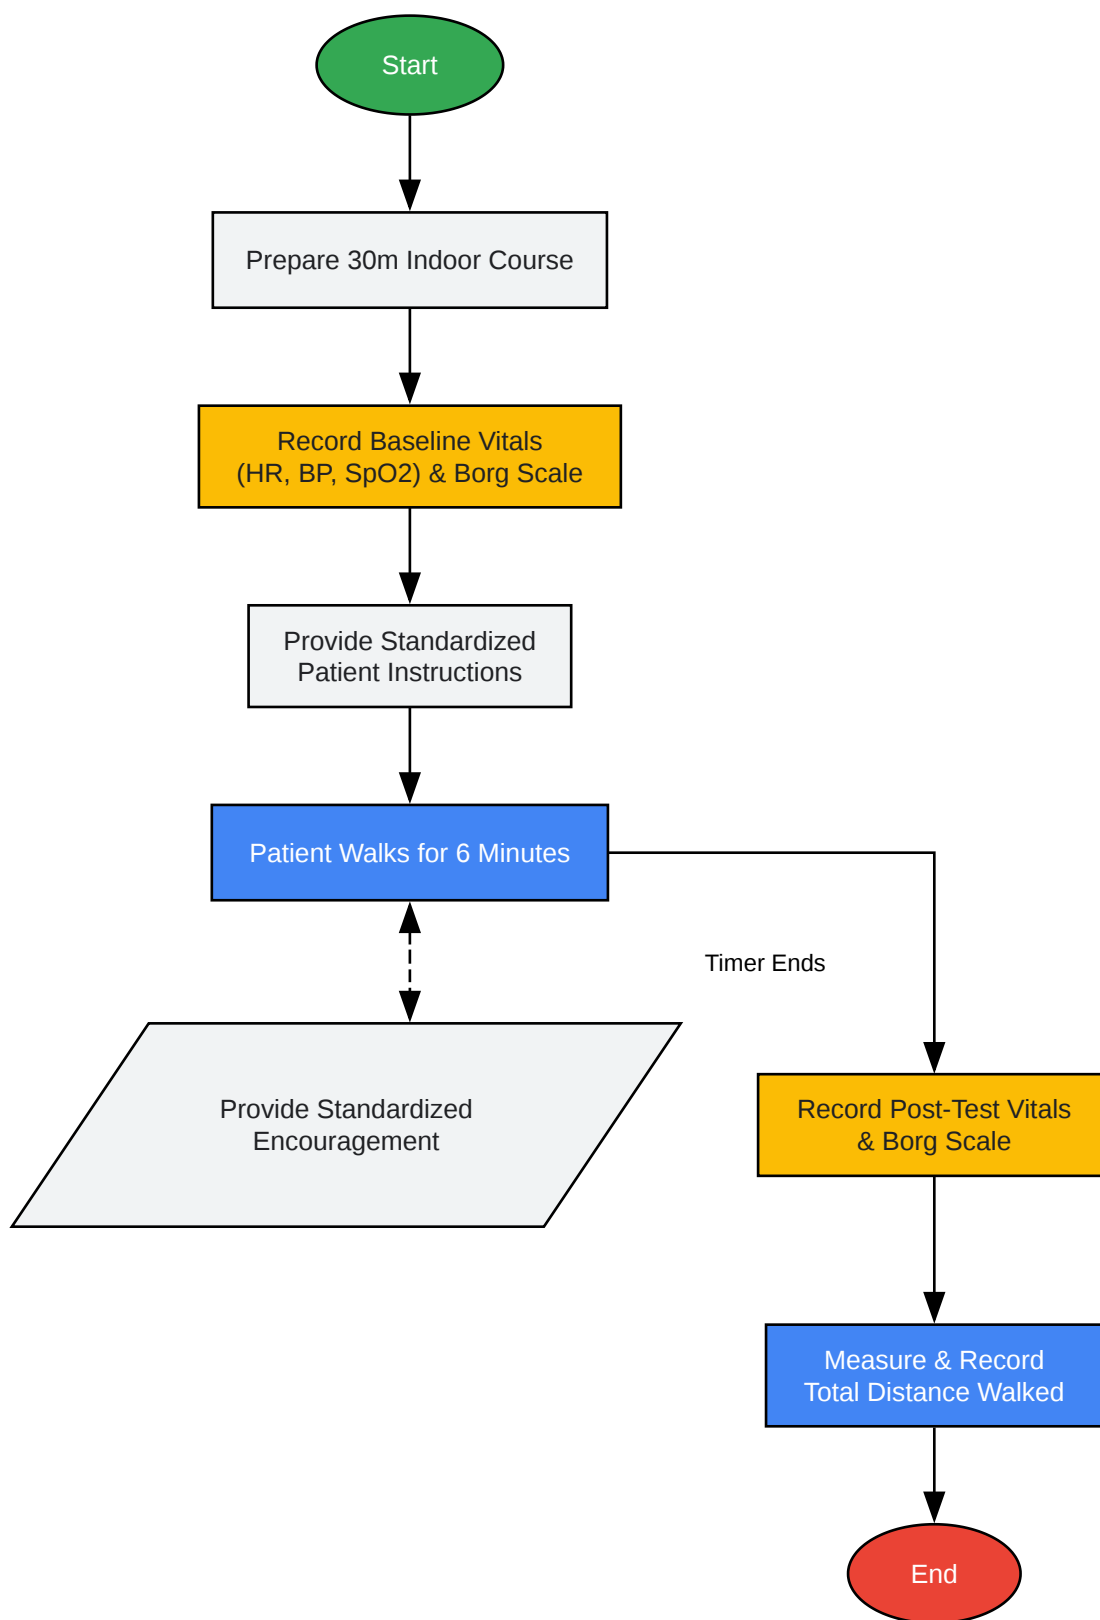 Start
Prepare 30m Indoor Course
Record Baseline Vitals
(HR, BP, SpO2) & Borg Scale
Provide Standardized
Patient Instructions
Patient Walks for 6 Minutes
Timer Ends
Provide Standardized
Encouragement
Record Post-Test Vitals
& Borg Scale
Measure & Record
Total Distance Walked
End